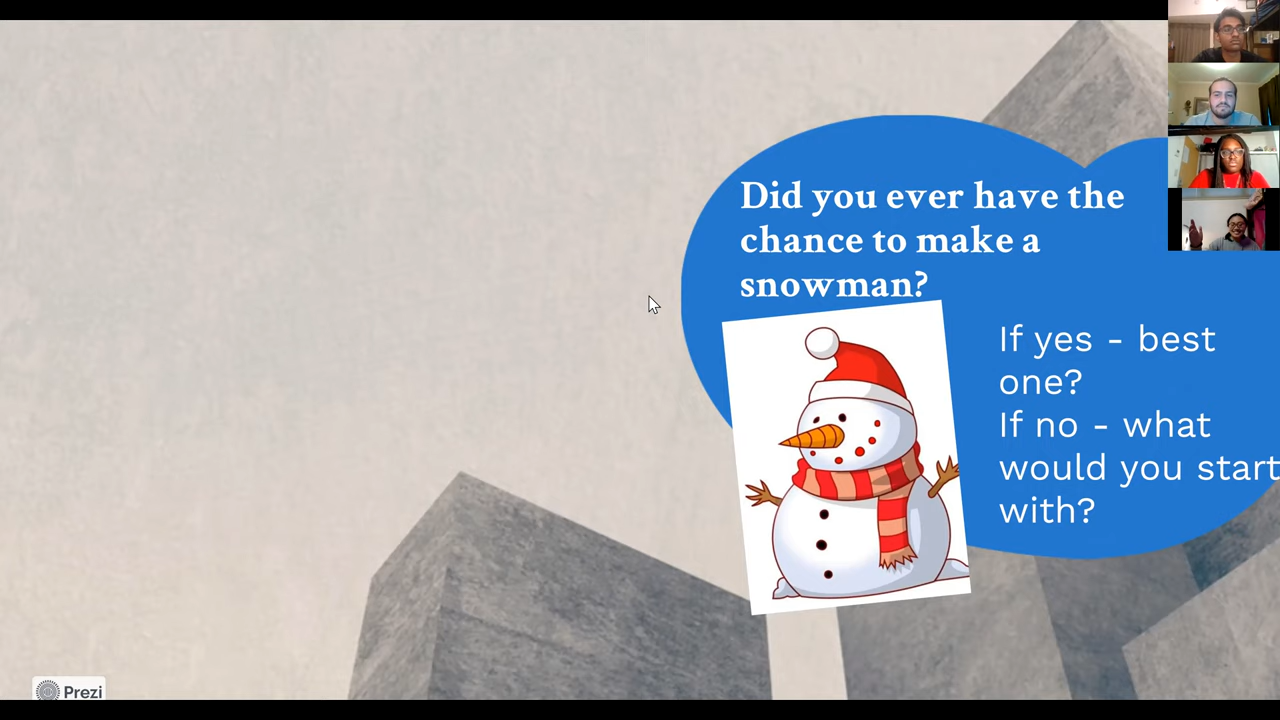 Did you ever have the
chance to make a
snowman?
If yes - best
one?
If no - what
would you start
with?
Prezi